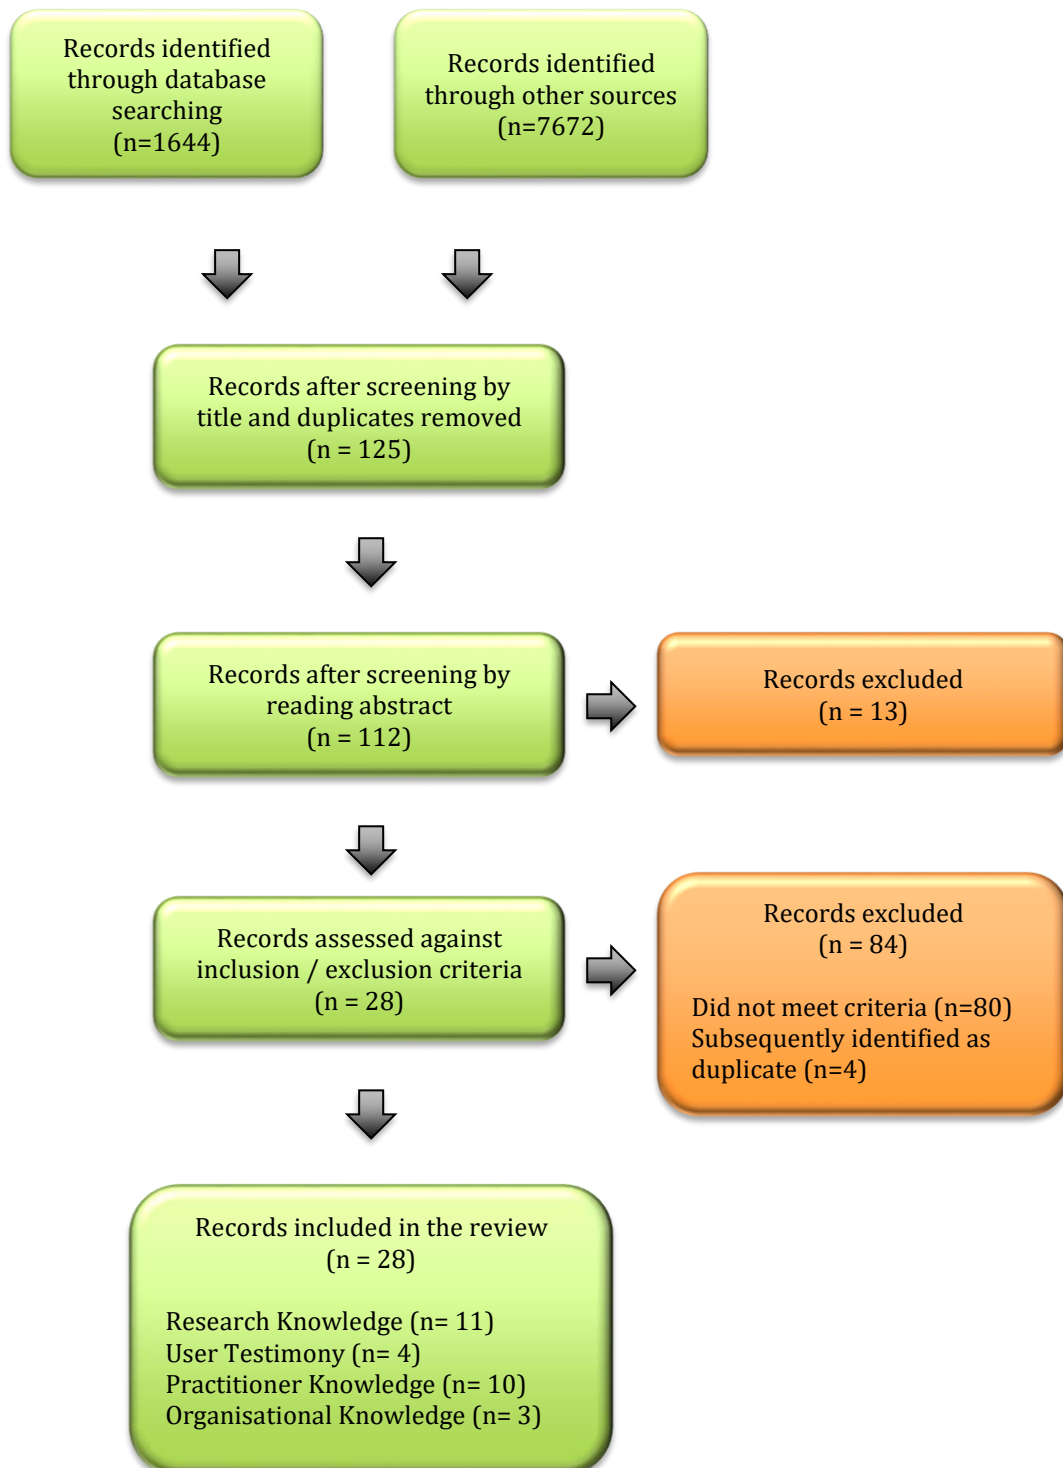 Records identified
through database
searching
(n=1644)
Records identified
through other sources
(n=7672)
Records after screening by
title and duplicates removed
(n = 125)
Records after screening by
reading abstract
(n = 112)
Records excluded
(n = 13)
Records assessed against
inclusion / exclusion criteria
(n = 28)
Records excluded
(n = 84)
Did not meet criteria (n=80)
Subsequently identified as
duplicate (n=4)
Records included in the review
(n = 28)
Research Knowledge (n= 11)
User Testimony (n= 4)
Practitioner Knowledge (n= 10)
Organisational Knowledge (n= 3)